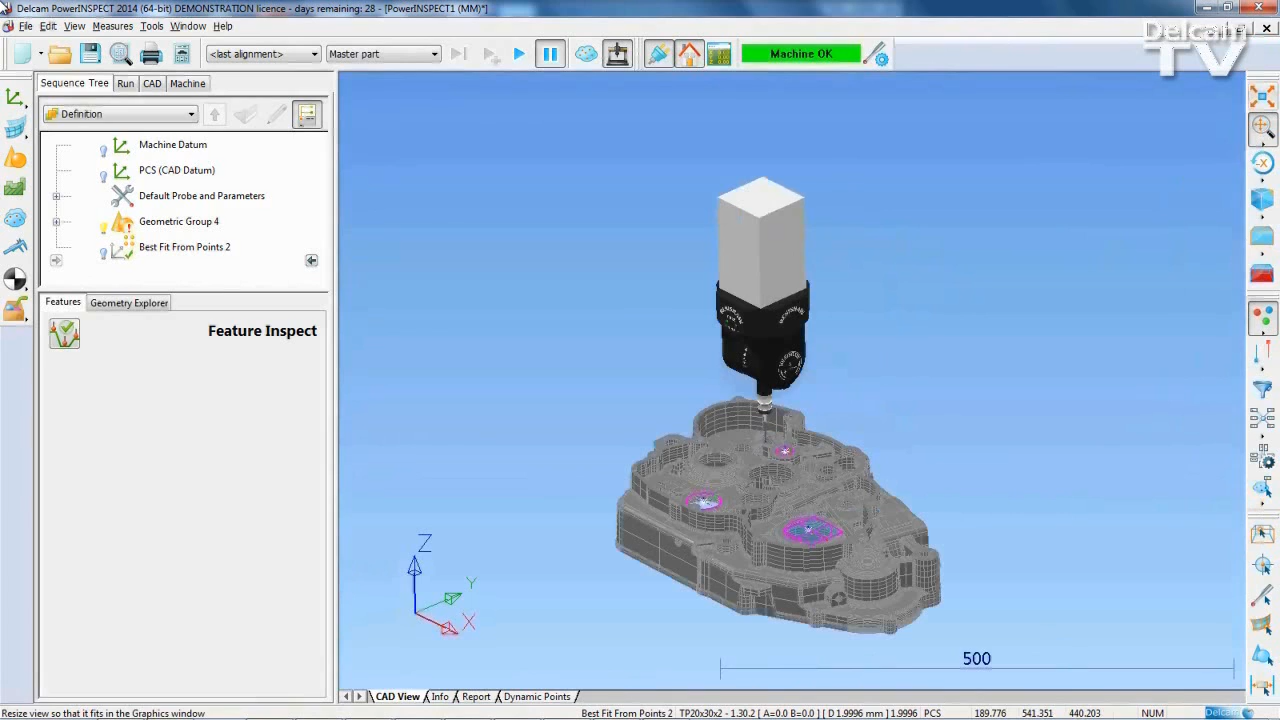 Delcam PowerINSPECT 2014 (64-bit) DEMONSTRATION licence - days remaining: 28 - [PowerINSPECT1 (MM)*]
File Edit View Measures Tools Window Help
Delcam
TV
<last alignment> Master part Machine OK
Sequence Tree Run CAD Machine
Definition
Machine Datum
PCS (CAD Datum)
Default Probe and Parameters
Geometric Group 4
Best Fit From Points 2
Features Geometry Explorer
Feature Inspect
RENISHAW RENISHAW
Z
Y
X
500
CAD View Info Report Dynamic Points
Resize view so that it fits in the Graphics window Best Fit From Points 2 TP20x30x2 - 1.30.2 [ A=0.0 B=0.0 ] [ D 1.9996 mm ] 1.9996 PCS 189.776 541.351 440.203 NUM Delcam